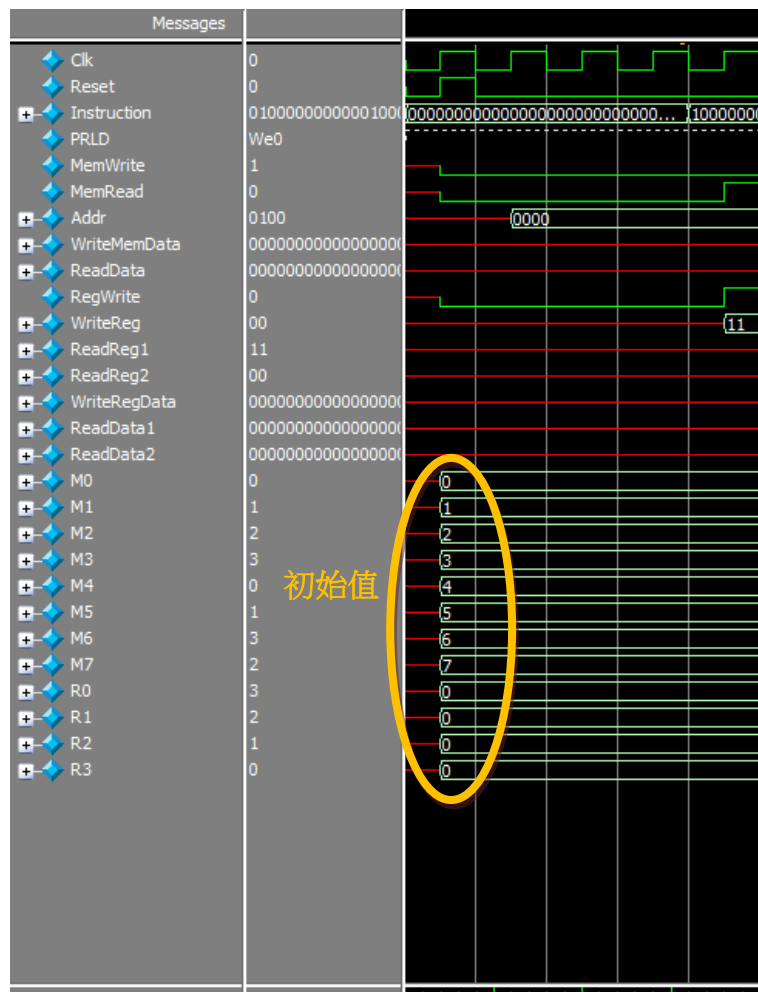 Messages
Clk 0
Reset 0
Instruction 0100000000000100( 0000000000000000000000000000... 10000000
PRLD We0
MemWrite 1
MemRead 0
Addr 0100 0000
WriteMemData 0000000000000000(
ReadData 0000000000000000(
RegWrite 0
WriteReg 00 11
ReadReg1 11
ReadReg2 00
WriteRegData 0000000000000000(
ReadData1 0000000000000000(
ReadData2 0000000000000000(
M0 0 0
M1 1 1
M2 2 2
M3 3 3
初始值
M4 0 4
M5 1 5
M6 3 6
M7 2 7
R0 3 0
R1 2 0
R2 1 0
R3 0 0